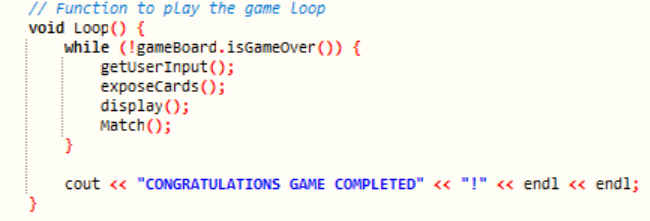 // Function to play the game loop
void Loop() {
while (!gameBoard.isGameOver()) {
getUserInput();
exposeCards();
display();
Match();
}
cout << "CONGRATULATIONS GAME COMPLETED" << "!" << endl << endl;
}